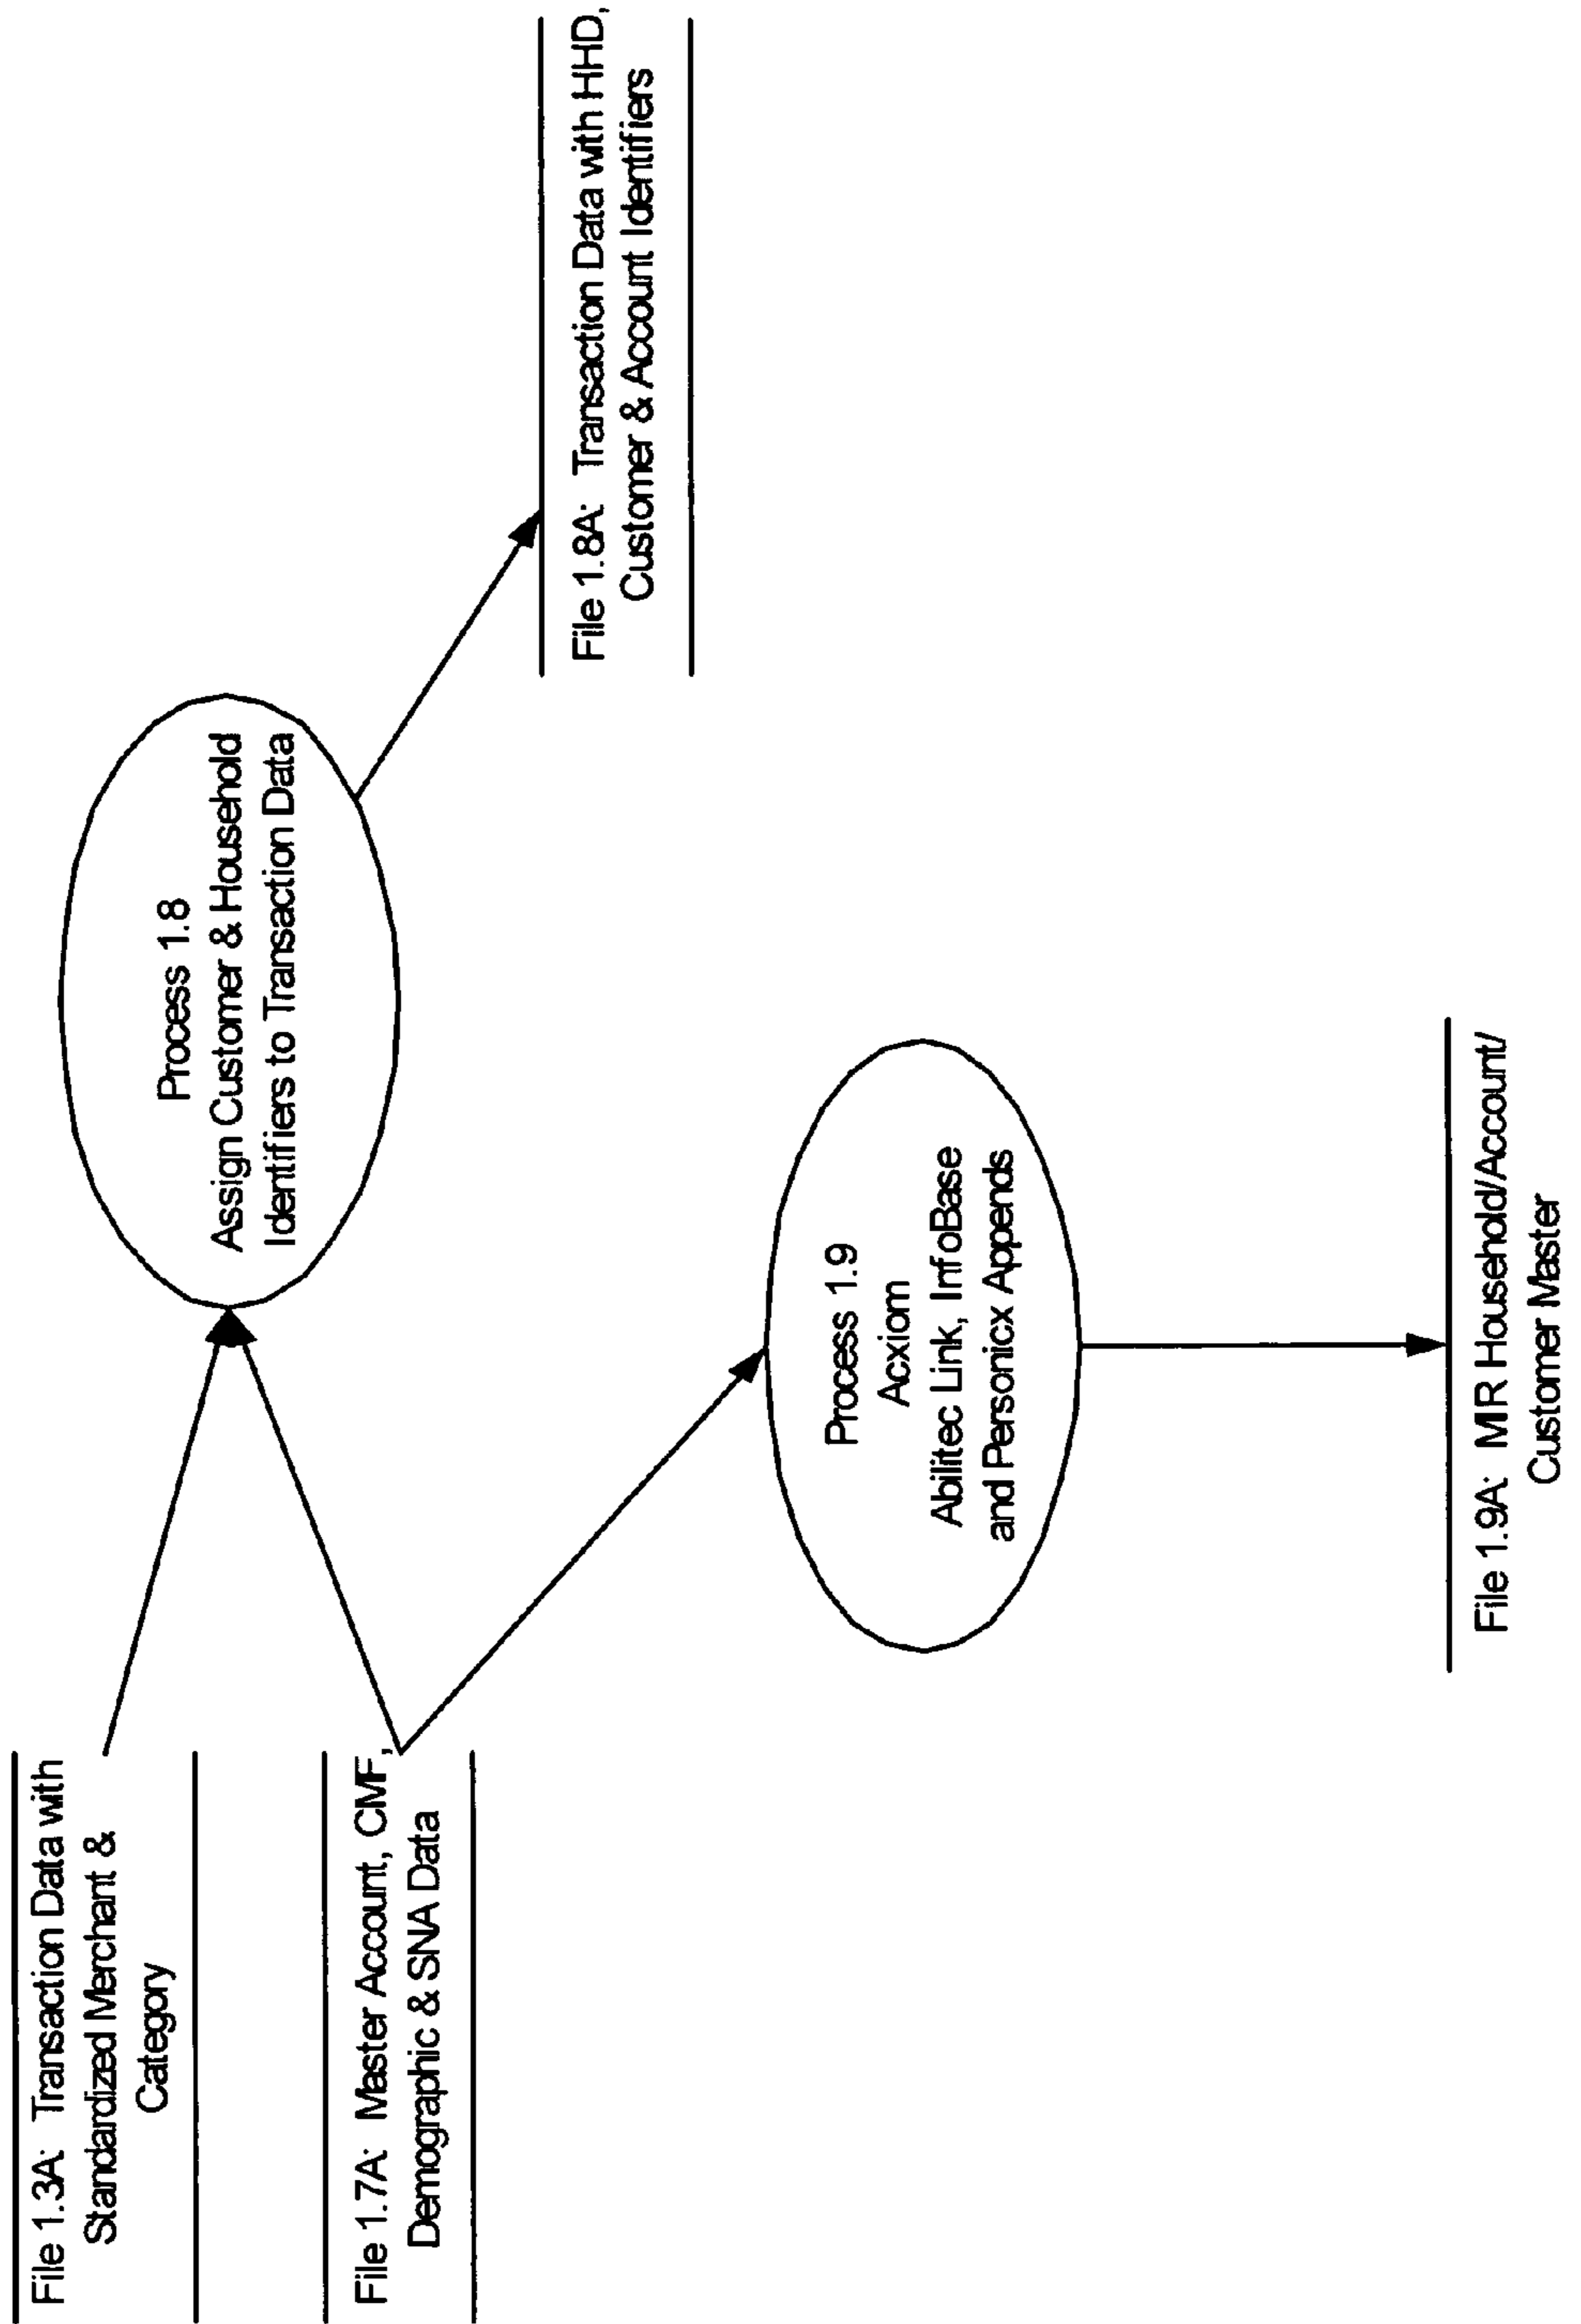 File 1.3A: Transaction Data with
Standardized Merchant &
Category
File 1.7A: Master Account, CMF,
Demographic & SNA Data
Process 1.8
Assign Customer & Household
Identifiers to Transaction Data
File 1.8A: Transaction Data with HHD,
Customer & Account Identifiers
Process 1.9
Acxiom
Abilitec Link, InfoBase
and Personicx Appends
File 1.9A: MIR Household/Account/
Customer Master